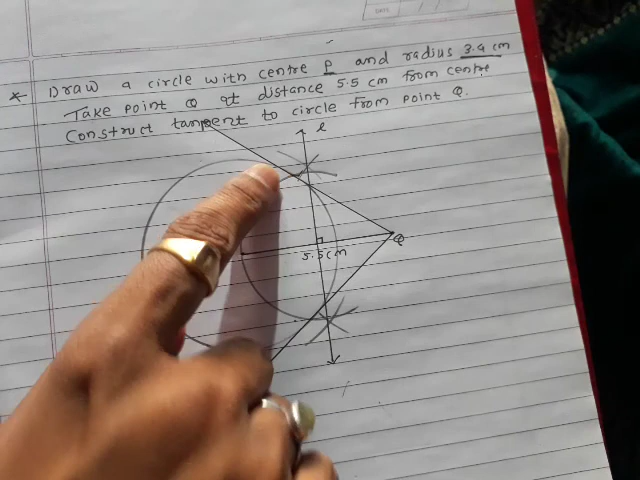 * Draw a circle with centre P and radius 3.4 cm
Take point Q at distance 5.5 cm from centre.
Construct tangent to circle from point Q.
l
Q
5.5cm